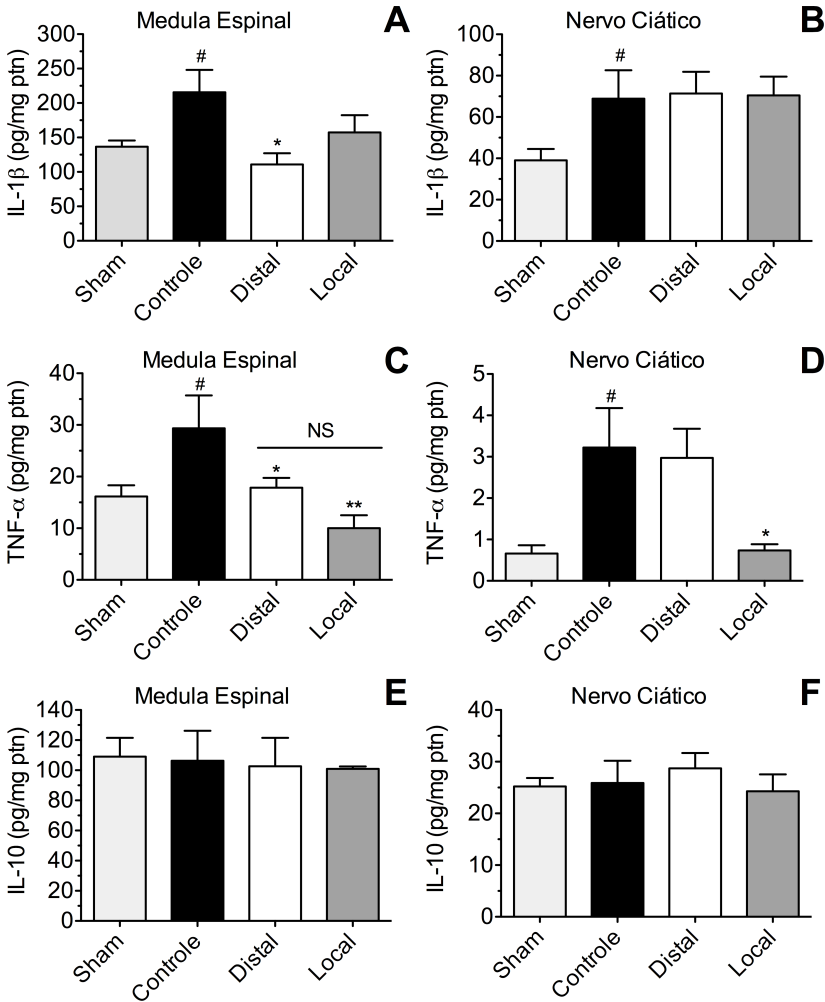 Medula Espinal
A
IL-1β (pg/mg ptn)
300
250
200
150
100
50
0
#
*
Sham
Controle
Distal
Local
Nervo Ciático
B
IL-1β (pg/mg ptn)
100
80
60
40
20
0
#
Sham
Controle
Distal
Local
Medula Espinal
C
TNF-α (pg/mg ptn)
40
30
20
10
0
#
NS
*
**
Sham
Controle
Distal
Local
Nervo Ciático
D
TNF-α (pg/mg ptn)
5
4
3
2
1
0
#
*
Sham
Controle
Distal
Local
Medula Espinal
E
IL-10 (pg/mg ptn)
140
120
100
80
60
40
20
0
Sham
Controle
Distal
Local
Nervo Ciático
F
IL-10 (pg/mg ptn)
40
30
20
10
0
Sham
Controle
Distal
Local